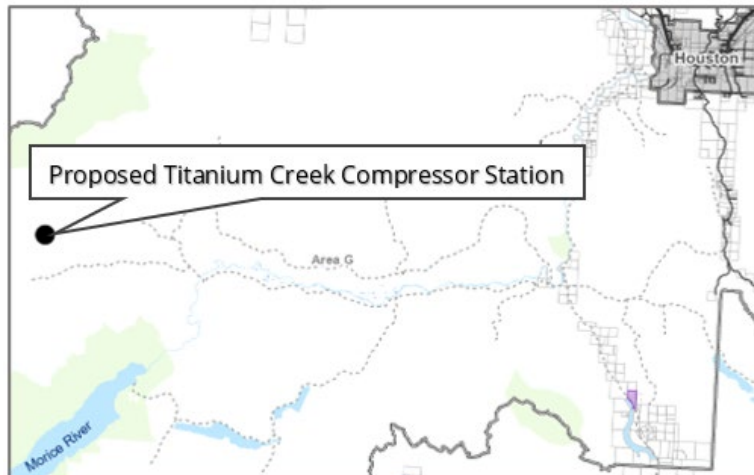 Houston
Proposed Titanium Creek Compressor Station
Area G
Morice River